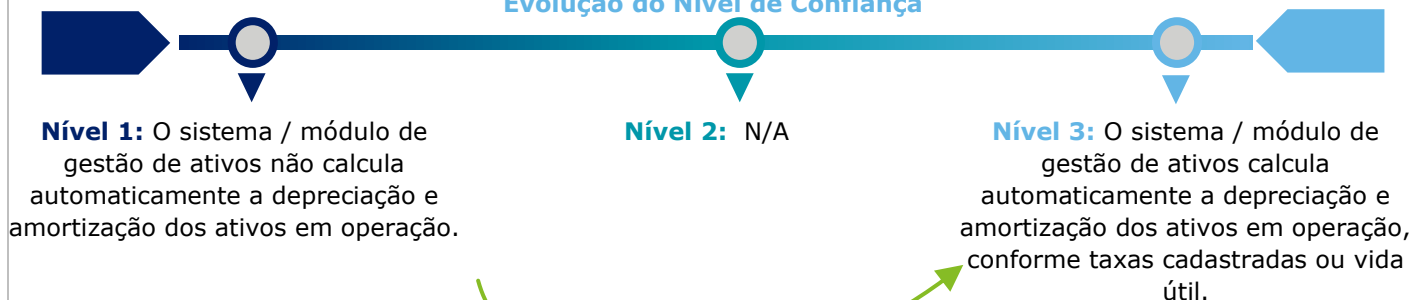 Evolução do Nível de Confiança
Nível 1: O sistema / módulo de
gestão de ativos não calcula
automaticamente a depreciação e
amortização dos ativos em operação.
Nível 2: N/A
Nível 3: O sistema / módulo de
gestão de ativos calcula
automaticamente a depreciação e
amortização dos ativos em operação,
conforme taxas cadastradas ou vida
útil.